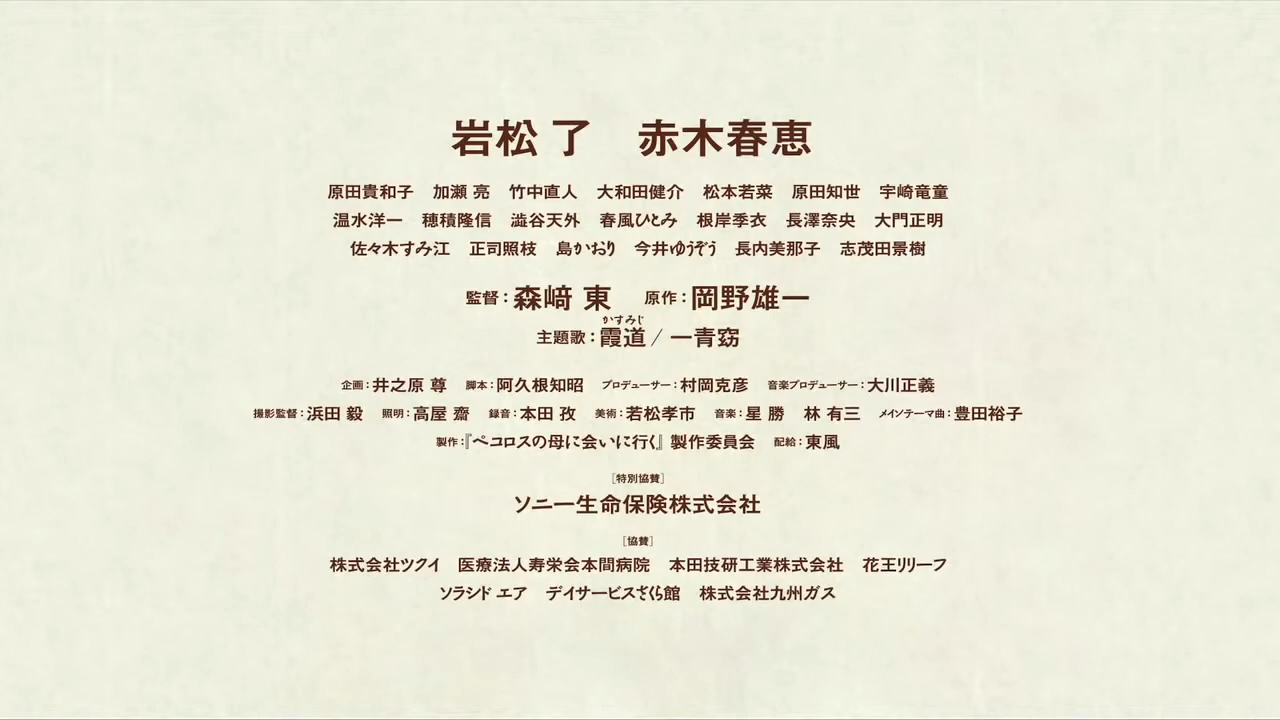 岩松 了　赤木春恵
原田貴和子　加瀬 亮　竹中直人　大和田健介　松本若菜　原田知世　宇崎竜童
温水洋一　穂積隆信　澁谷天外　春風ひとみ　根岸季衣　長澤奈央　大門正明
佐々木すみ江　正司照枝　島かおり　今井ゆうぞう　長内美那子　志茂田景樹
監督：森﨑 東　原作：岡野雄一
かすみじ
主題歌：霞道 / 一青窈
企画：井之原 尊　脚本：阿久根知昭　プロデューサー：村岡克彦　音楽プロデューサー：大川正義
撮影監督：浜田 毅　照明：高屋 齋　録音：本田 孜　美術：若松孝市　音楽：星 勝　林 有三　メインテーマ曲：豊田裕子
製作：『ペコロスの母に会いに行く』 製作委員会　配給：東風
［特別協賛］
ソニー生命保険株式会社
［協賛］
株式会社ツクイ　医療法人寿栄会本間病院　本田技研工業株式会社　花王リリーフ
ソラシド エア　デイサービスさくら館　株式会社九州ガス